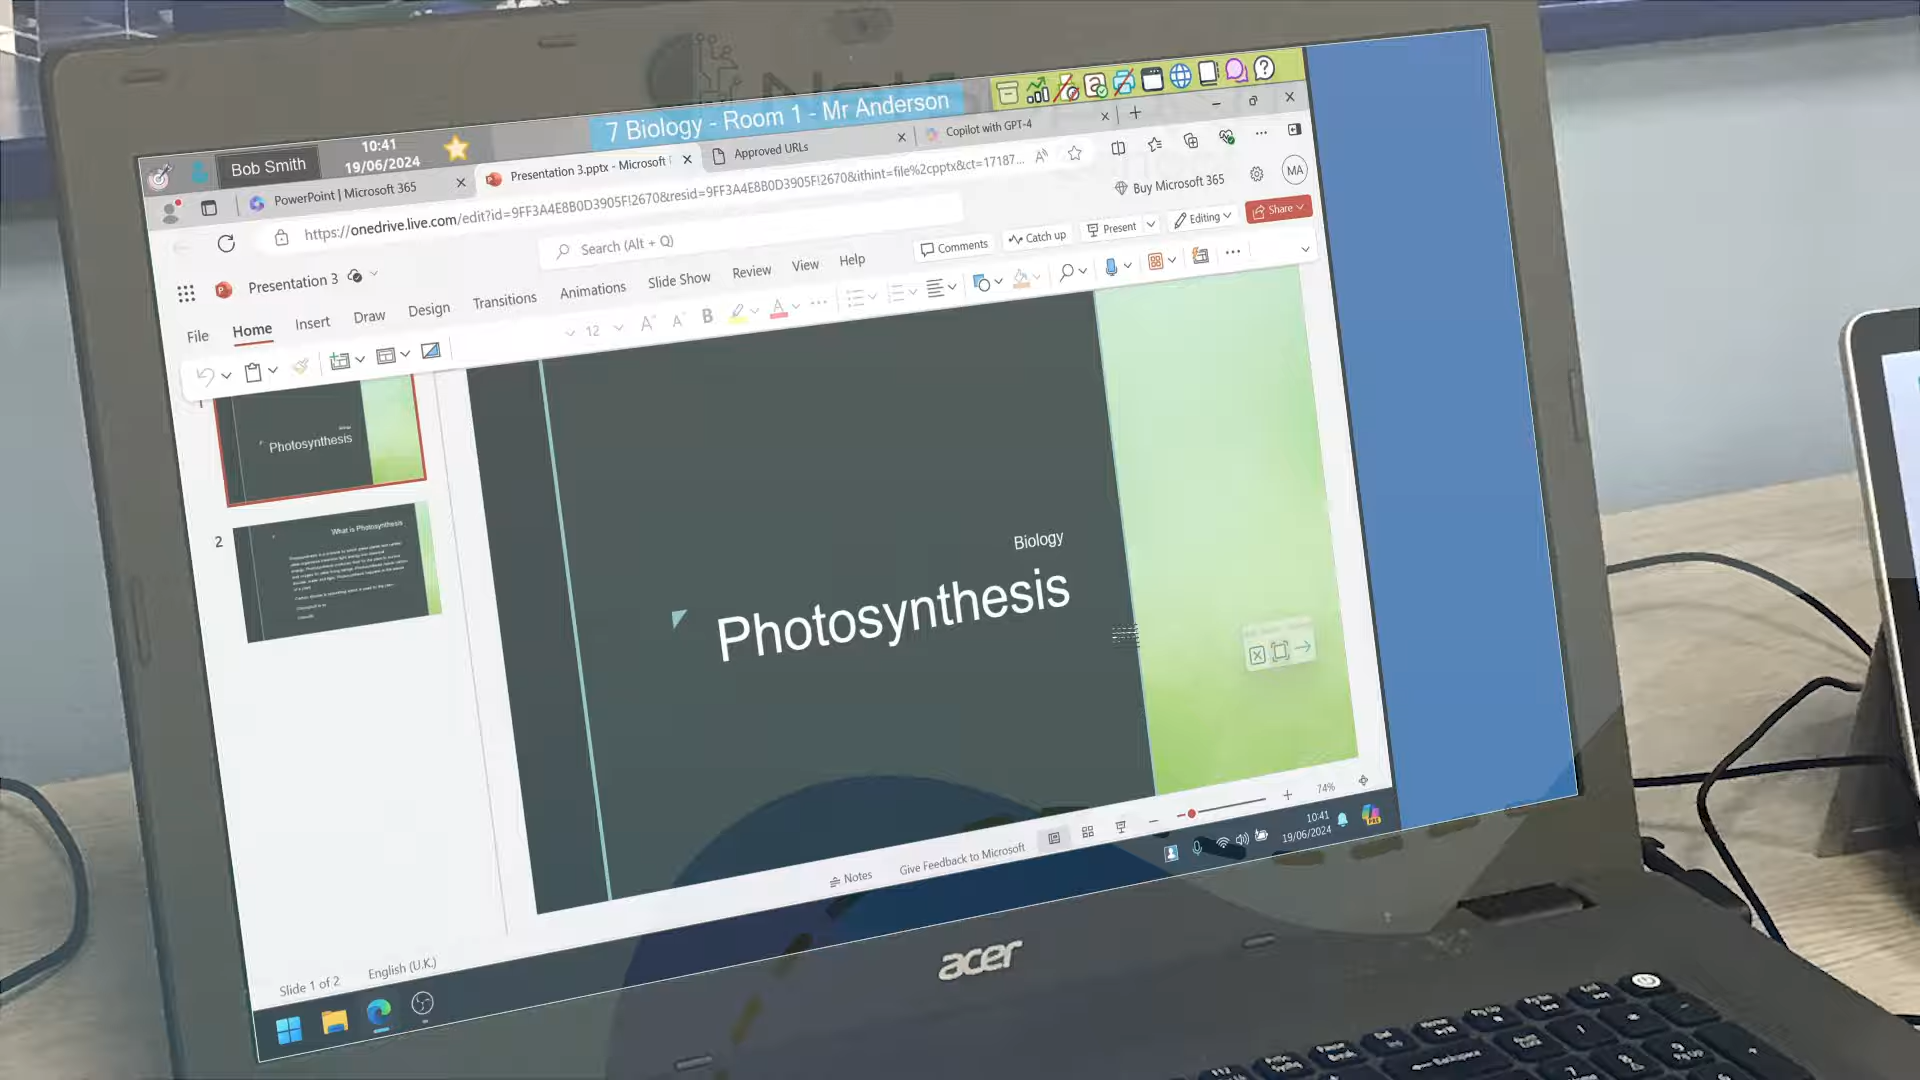 7 Biology - Room 1 - Mr Anderson
Bob Smith
10:41
19/06/2024
PowerPoint | Microsoft 365
Presentation 3.pptx - Microsoft
Approved URLs
Copilot with GPT-4
https://onedrive.live.com/edit?id=9FF3A4E8B0D3905F!2670&resid=9FF3A4E8B0D3905F!2670&ithint=file%2cpptx&ct=17187...
Buy Microsoft 365
MA
Presentation 3
Search (Alt + Q)
Comments
Catch up
Present
Editing
Share
File
Home
Insert
Draw
Design
Transitions
Animations
Slide Show
Review
View
Help
12
B
1
Photosynthesis
2
What is Photosynthesis
Biology
Photosynthesis
Notes
Give Feedback to Microsoft
74%
Slide 1 of 2
English (U.K.)
10:41
19/06/2024
acer
Backspace